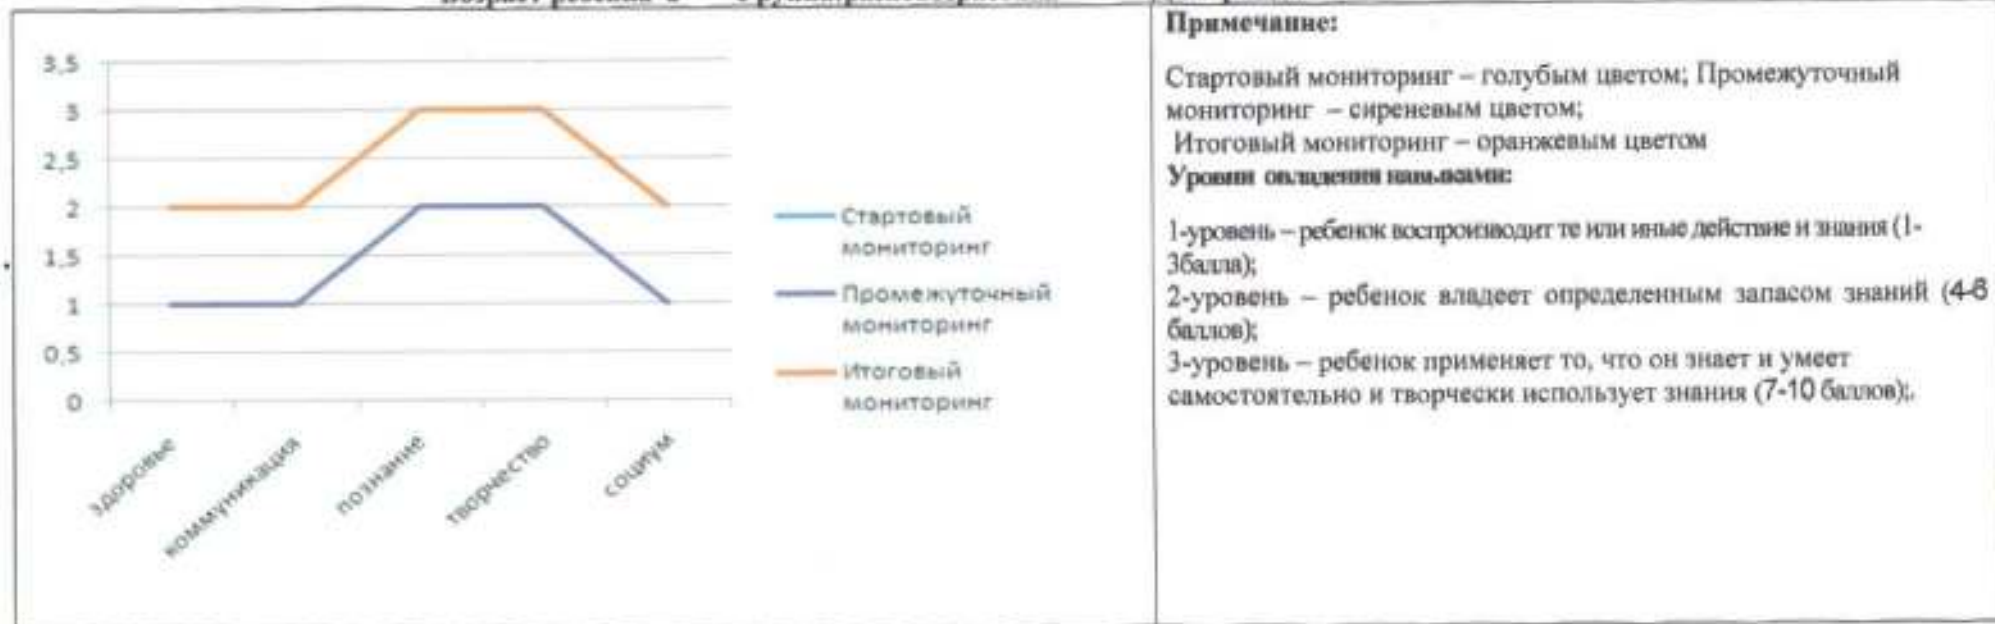 Примечание:
Стартовый мониторинг – голубым цветом; Промежуточный
мониторинг – сиреневым цветом;
Итоговый мониторинг – оранжевым цветом
Уровни овладения навыками:
1-уровень – ребенок воспроизводит те или иные действие и знания (1-
3балла);
2-уровень – ребенок владеет определенным запасом знаний (4-6
баллов);
3-уровень – ребенок применяет то, что он знает и умеет
самостоятельно и творчески использует знания (7-10 баллов);.
3,5
3
2,5
2
1,5
1
0,5
0
здоровье
коммуникация
познание
творчество
социум
Стартовый
мониторинг
Промежуточный
мониторинг
Итоговый
мониторинг